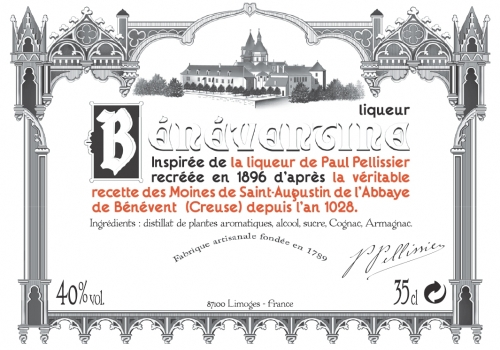 liqueur
BÉNÉVENTINE
Inspirée de la liqueur de Paul Pellissier
recréée en 1896 d'après la véritable
recette des Moines de Saint-Augustin de l'Abbaye
de Bénévent (Creuse) depuis l'an 1028.
Ingrédients : distillat de plantes aromatiques, alcool, sucre, Cognac, Armagnac.
Fabrique artisanale fondée en 1789
P. Pellissier
40% vol.
87100 Limoges - France
35 cl